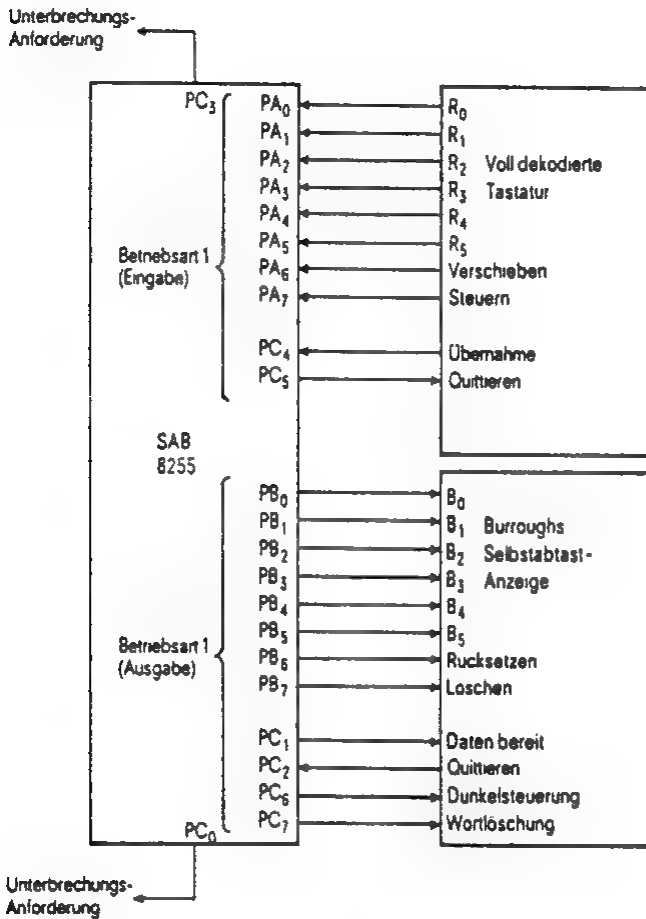 Unterbrechungs-
Anforderung
PC₃
PA₀
R₀
PA₁
R₁
PA₂
R₂ Voll dekodierte
PA₃
R₃ Tastatur
PA₄
R₄
PA₅
R₅
Betriebsart 1
(Eingabe)
PA₆
Verschieben
PA₇
Steuern
PC₄
Übernahme
PC₅
Quittieren
SAB
8255
PB₀
B₀
PB₁
B₁ Burroughs
PB₂
B₂ Selbstabtast-
PB₃
B₃ Anzeige
PB₄
B₄
PB₅
B₅
Betriebsart 1
(Ausgabe)
PB₆
Rucksetzen
PB₇
Loschen
PC₁
Daten bereit
PC₂
Quittieren
PC₆
Dunkelsteuerung
PC₇
Wortlöschung
PC₀
Unterbrechungs-
Anforderung